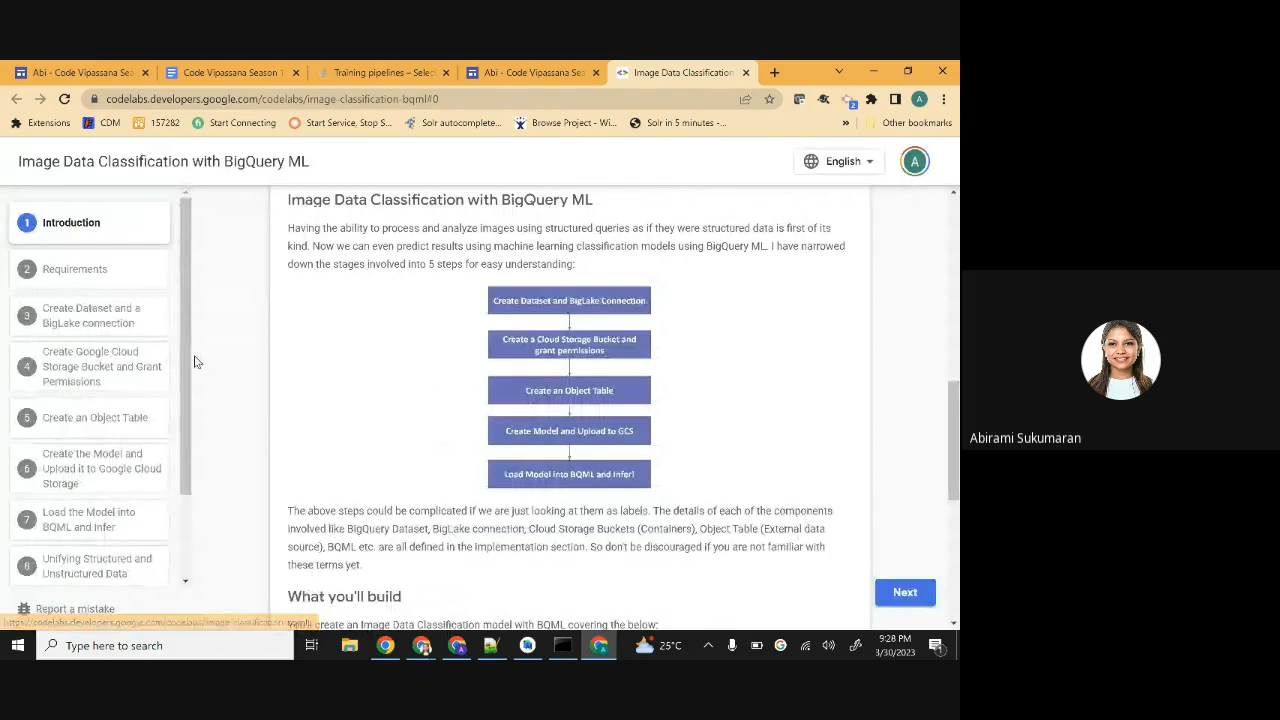 Abi - Code Vipassana Sea
Code Vipassana Season 1
Training pipelines – Selec
Abi - Code Vipassana Sea
Image Data Classification
codelabs.developers.google.com/codelabs/image-classification-bqml#0
Extensions
CDM
157282
Start Connecting
Start Service, Stop S...
Solr autocomplete...
Browse Project - Wi...
Solr in 5 minutes -...
»
Other bookmarks
Image Data Classification with BigQuery ML
English
A
1 Introduction
2 Requirements
3 Create Dataset and a
BigLake connection
4 Create Google Cloud
Storage Bucket and Grant
Permissions
5 Create an Object Table
6 Create the Model and
Upload it to Google Cloud
Storage
7 Load the Model into
BQML and Infer
8 Unifying Structured and
Unstructured Data
Report a mistake
Image Data Classification with BigQuery ML
Having the ability to process and analyze images using structured queries as if they were structured data is first of its
kind. Now we can even predict results using machine learning classification models using BigQuery ML. I have narrowed
down the stages involved into 5 steps for easy understanding:
Create Dataset and BigLake Connection
Create a Cloud Storage Bucket and
grant permissions
Create an Object Table
Create Model and Upload to GCS
Load Model into BQML and Infer!
The above steps could be complicated if we are just looking at them as labels. The details of each of the components
involved like BigQuery Dataset, BigLake connection, Cloud Storage Buckets (Containers), Object Table (External data
source), BQML etc. are all defined in the implementation section. So don't be discouraged if you are not familiar with
these terms yet.
What you'll build
create an Image Data Classification model with BQML covering the below:
Next
Abirami Sukumaran
Type here to search
25°C
9:28 PM
3/30/2023